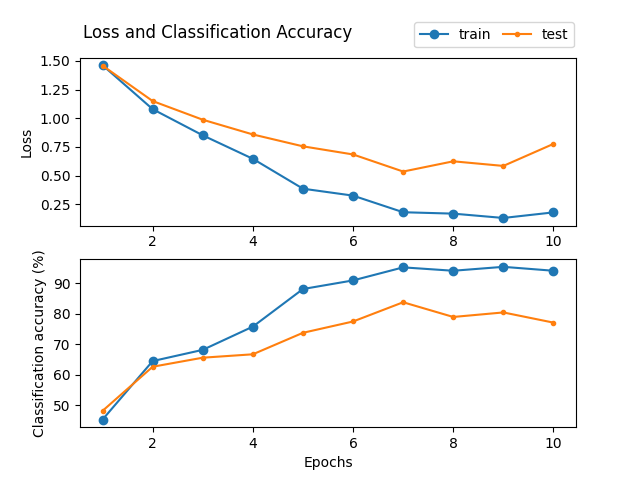 Loss and Classification Accuracy
train test
1.50
1.25
1.00
0.75
0.50
0.25
Loss
2 4 6 8 10
90
80
70
60
50
Classification accuracy (%)
2 4 6 8 10
Epochs